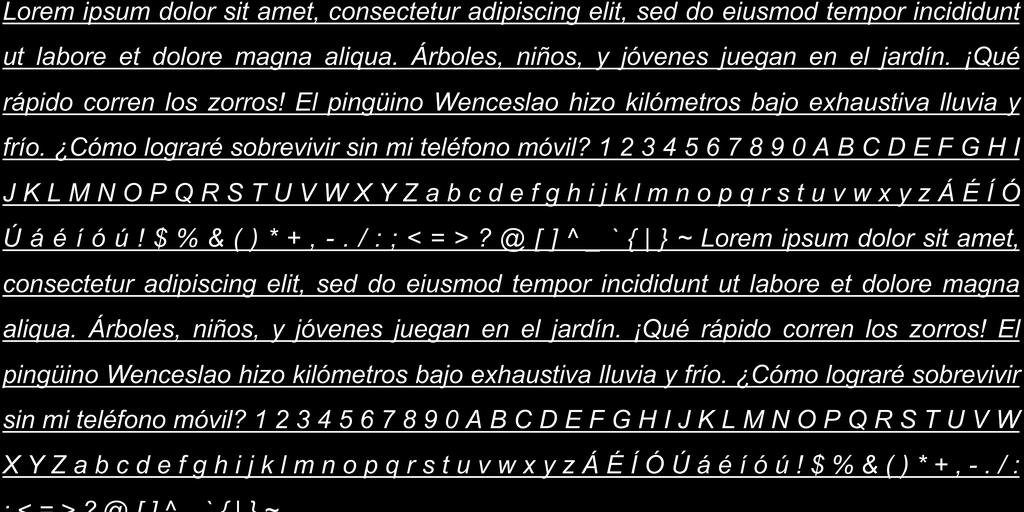 Lorem ipsum dolor sit amet, consectetur adipiscing elit, sed do eiusmod tempor incididunt
ut labore et dolore magna aliqua. Árboles, niños, y jóvenes juegan en el jardín. ¡Qué
rápido corren los zorros! El pingüino Wenceslao hizo kilómetros bajo exhaustiva lluvia y
frío. ¿Cómo lograré sobrevivir sin mi teléfono móvil? 1 2 3 4 5 6 7 8 9 0 A B C D E F G H I
J K L M N O P Q R S T U V W X Y Z a b c d e f g h i j k l m n o p q r s t u v w x y z Á É Í Ó
Ú á é í ó ú ! $ % & ( ) * + , - . / : ; < = > ? @ [ ] ^ _ ` { | } ~ Lorem ipsum dolor sit amet,
consectetur adipiscing elit, sed do eiusmod tempor incididunt ut labore et dolore magna
aliqua. Árboles, niños, y jóvenes juegan en el jardín. ¡Qué rápido corren los zorros! El
pingüino Wenceslao hizo kilómetros bajo exhaustiva lluvia y frío. ¿Cómo lograré sobrevivir
sin mi teléfono móvil? 1 2 3 4 5 6 7 8 9 0 A B C D E F G H I J K L M N O P Q R S T U V W
X Y Z a b c d e f g h i j k l m n o p q r s t u v w x y z Á É Í Ó Ú á é í ó ú ! $ % & ( ) * + , - . / :
; < = > ? @ [ ] ^ _ ` { | } ~